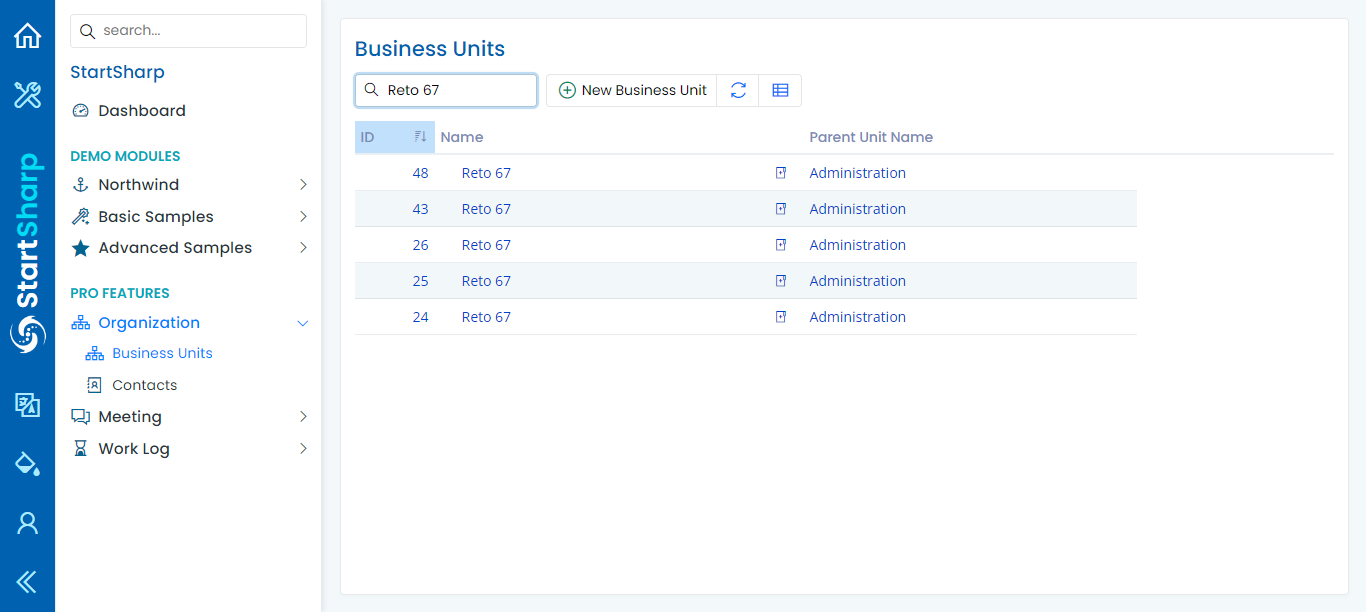 StartSharp
search...
StartSharp
Dashboard
DEMO MODULES
Northwind
Basic Samples
Advanced Samples
PRO FEATURES
Organization
Business Units
Contacts
Meeting
Work Log
Business Units
Reto 67 New Business Unit
ID Name Parent Unit Name
48 Reto 67 Administration
43 Reto 67 Administration
26 Reto 67 Administration
25 Reto 67 Administration
24 Reto 67 Administration